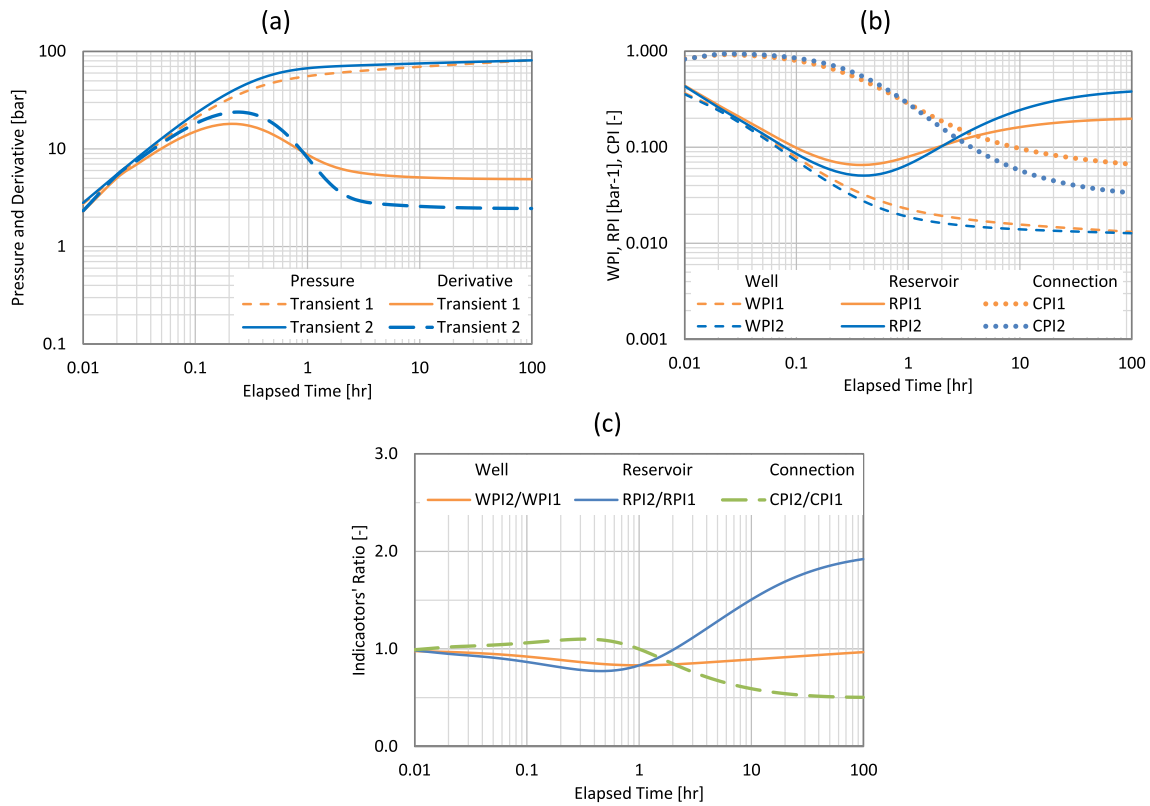 (a)
100
10
1
0.1
Pressure and Derivative [bar]
Pressure Derivative
Transient 1 Transient 1
Transient 2 Transient 2
0.01 0.1 1 10 100
Elapsed Time [hr]
(b)
1.000
0.100
0.010
0.001
WPI, RPI [bar-1], CPI [-]
Well Reservoir Connection
WPI1 RPI1 CPI1
WPI2 RPI2 CPI2
0.01 0.1 1 10 100
Elapsed Time [hr]
(c)
3.0
2.0
1.0
0.0
Indicaotors' Ratio [-]
Well Reservoir Connection
WPI2/WPI1 RPI2/RPI1 CPI2/CPI1
0.01 0.1 1 10 100
Elapsed Time [hr]